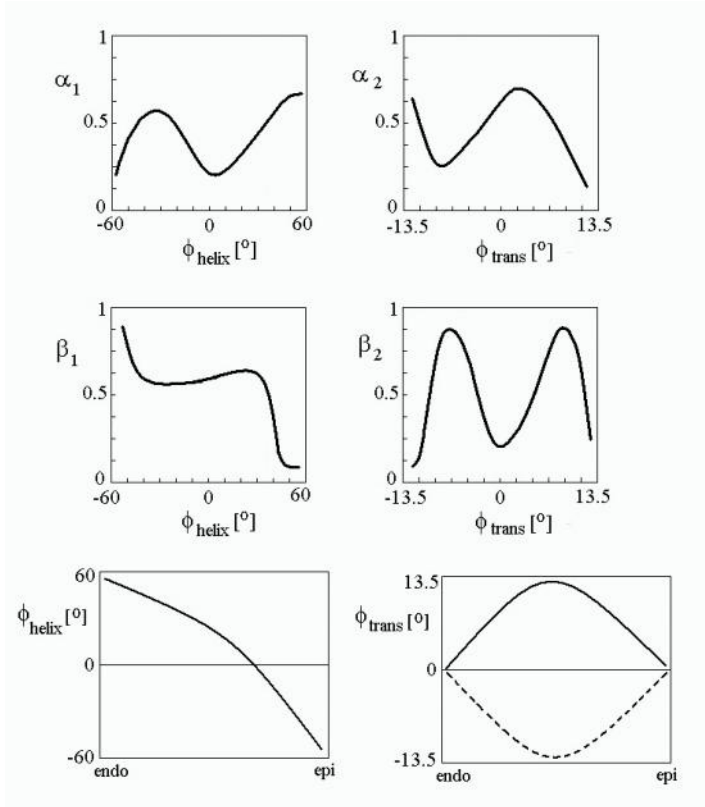 1
α1
0.5
0
-60
0
60
ϕhelix [o]
1
α2
0.5
0
-13.5
0
13.5
ϕtrans [o]
1
β1
0.5
0
-60
0
60
ϕhelix [o]
1
β2
0.5
0
-13.5
0
13.5
ϕtrans [o]
60
ϕhelix [o]
0
-60
endo
epi
13.5
ϕtrans [o]
0
-13.5
endo
epi